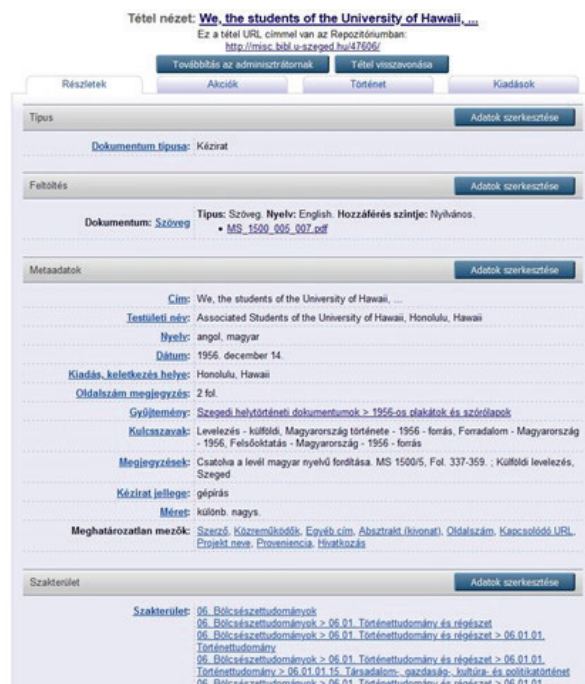 Tétel nézet: We, the students of the University of Hawaii, ...
Ez a tétel URL címmel van az Repozitóriumban:
http://misc.bibl.u-szeged.hu/47606/
Továbbítás az adminisztrátornak Tétel visszavonása
Részletek Akciók Történet Kiadások
Típus Adatok szerkesztése
Dokumentum típusa: Kézirat
Feltöltés Adatok szerkesztése
Dokumentum: Szöveg Típus: Szöveg. Nyelv: English. Hozzáférés szintje: Nyilvános.
• MS_1500_005_007.pdf
Metaadatok Adatok szerkesztése
Cím: We, the students of the University of Hawaii, ...
Testületi név: Associated Students of the University of Hawaii, Honolulu, Hawaii
Nyelv: angol, magyar
Dátum: 1956. december 14.
Kiadás, keletkezés helye: Honolulu, Hawaii
Oldalszám megjegyzés: 2 fol.
Gyűjtemény: Szegedi helytörténeti dokumentumok > 1956-os plakátok és szórólapok
Kulcsszavak: Levelezés - külföldi, Magyarország története - 1956 - forrás, Forradalom - Magyarország
- 1956, Felsőoktatás - Magyarország - 1956 - forrás
Megjegyzések: Csatolva a levél magyar nyelvű fordítása. MS 1500/5, Fol. 337-359. ; Külföldi levelezés,
Szeged
Kézirat jellege: gépírás
Méret: különb. nagys.
Meghatározatlan mezők: Szerző, Közreműködők, Egyéb cím, Absztrakt (kivonat), Oldalszám, Kapcsolódó URL,
Projekt neve, Proveniencia, Hivatkozás
Szakterület Adatok szerkesztése
Szakterület: 06. Bölcsészettudományok
06. Bölcsészettudományok > 06.01. Történettudomány és régészet
06. Bölcsészettudományok > 06.01. Történettudomány és régészet > 06.01.01.
Történettudomány
06. Bölcsészettudományok > 06.01. Történettudomány és régészet > 06.01.01.
Történettudomány > 06.01.01.15. Társadalom-, gazdaság-, kultúra- és politikatörténet
06. Bölcsészettudományok > 06.01. Történettudomány és régészet > 06.01.01.